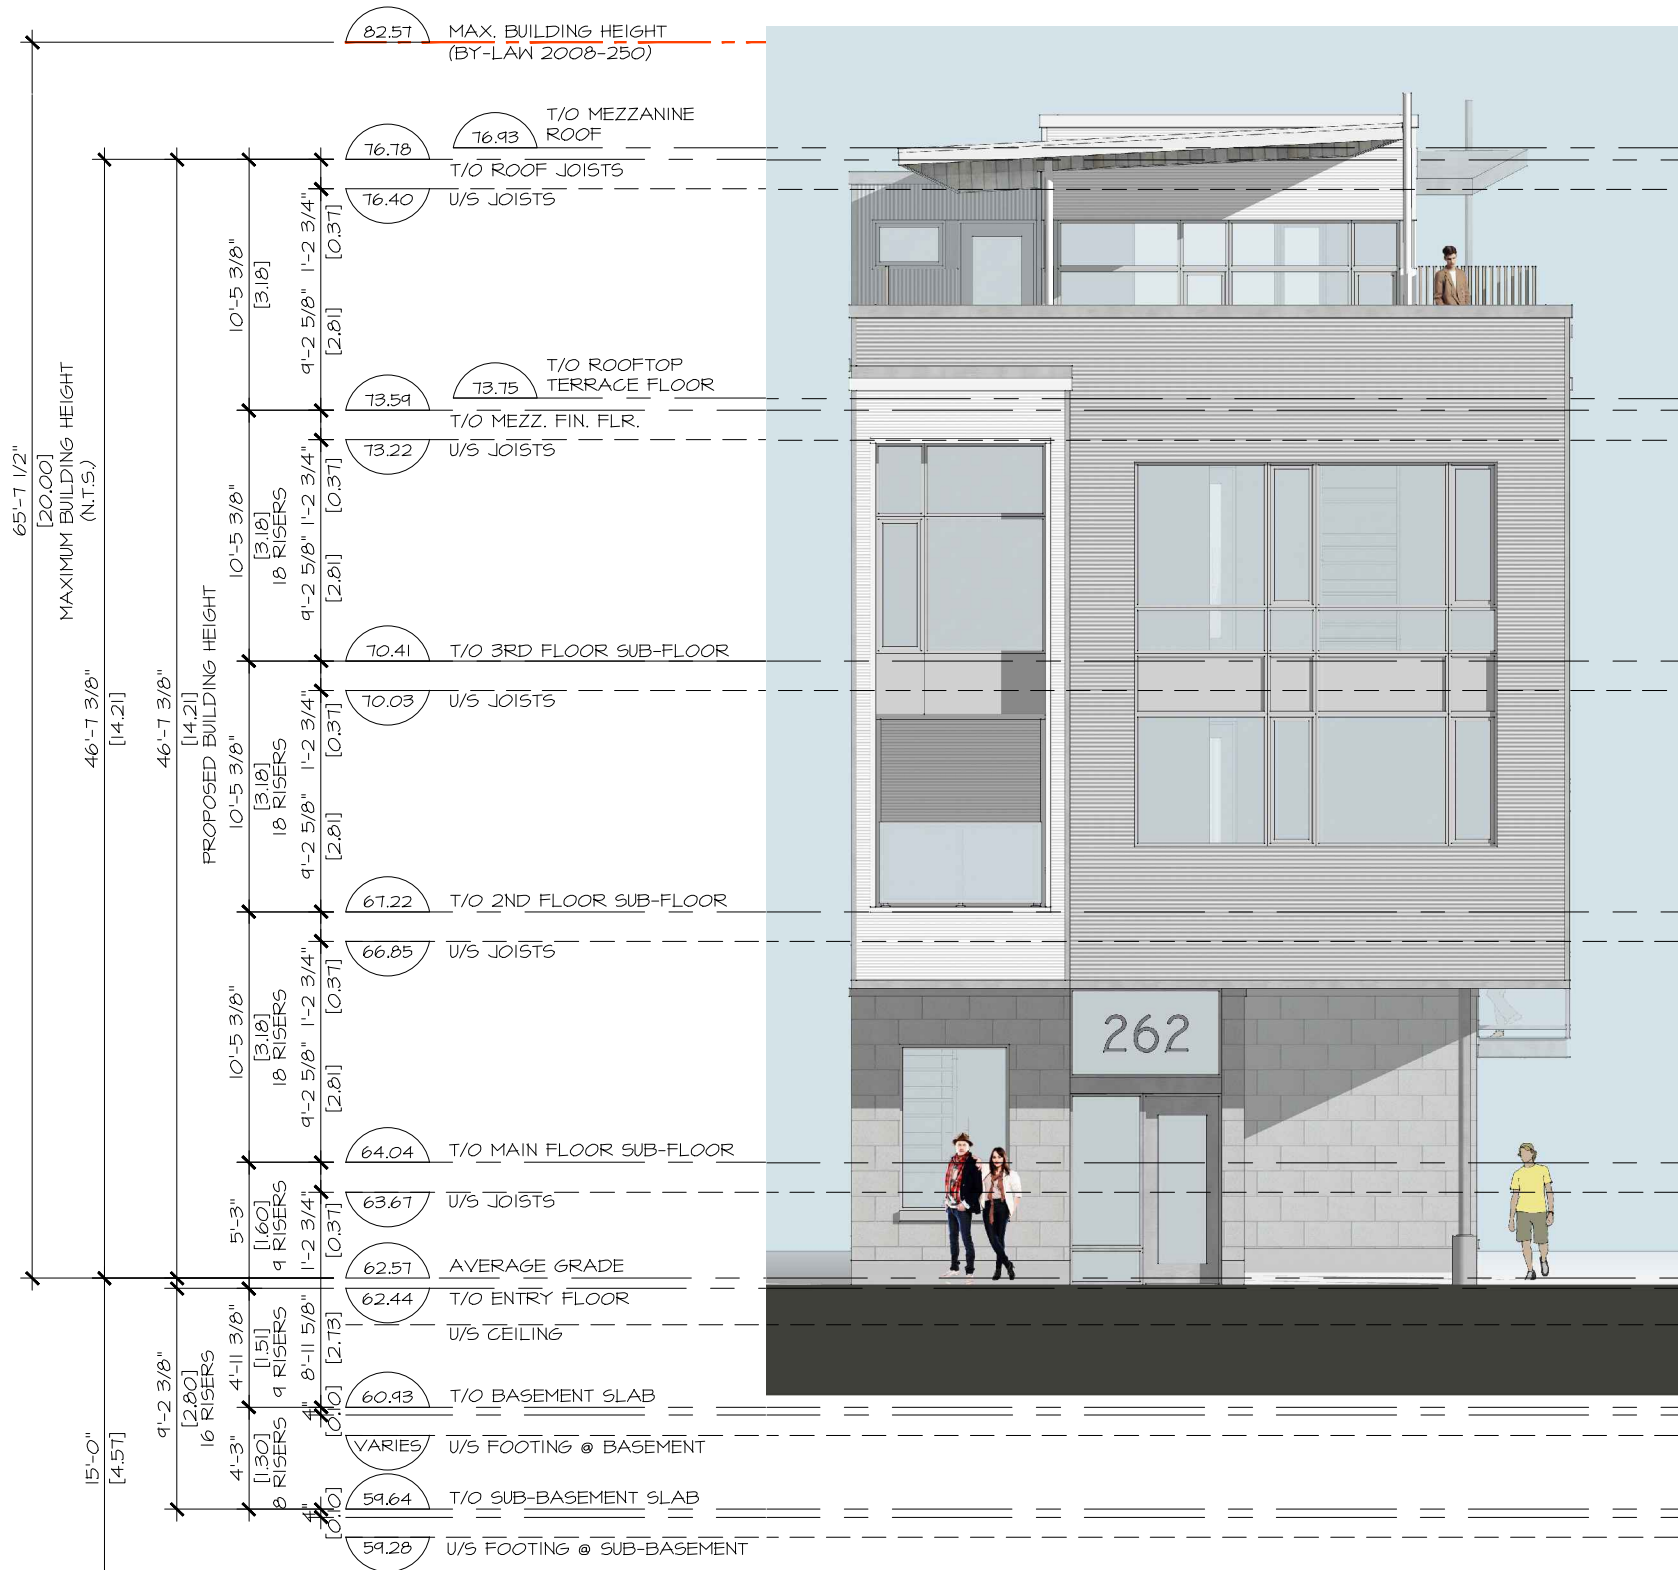 82.57 MAX. BUILDING HEIGHT
(BY-LAW 2008-250)
T/O MEZZANINE
76.93 ROOF
76.78
T/O ROOF JOISTS
76.40 U/S JOISTS
1'-2 3/4"
[0.37]
10'-5 3/8"
[3.18]
9'-2 5/8"
[2.81]
T/O ROOFTOP
73.75 TERRACE FLOOR
73.59
T/O MEZZ. FIN. FLR.
73.22 U/S JOISTS
65'-7 1/2"
[20.00]
MAXIMUM BUILDING HEIGHT
(N.T.S.)
1'-2 3/4"
[0.37]
10'-5 3/8"
[3.18]
18 RISERS
9'-2 5/8"
[2.81]
70.41 T/O 3RD FLOOR SUB-FLOOR
70.03 U/S JOISTS
46'-7 3/8"
[14.21]
46'-7 3/8"
[14.21]
PROPOSED BUILDING HEIGHT
1'-2 3/4"
[0.37]
10'-5 3/8"
[3.18]
18 RISERS
9'-2 5/8"
[2.81]
67.22 T/O 2ND FLOOR SUB-FLOOR
66.85 U/S JOISTS
1'-2 3/4"
[0.37]
10'-5 3/8"
[3.18]
18 RISERS
9'-2 5/8"
[2.81]
262
64.04 T/O MAIN FLOOR SUB-FLOOR
63.67 U/S JOISTS
5'-3"
[1.60]
9 RISERS
1'-2 3/4"
[0.37]
62.57 AVERAGE GRADE
62.44 T/O ENTRY FLOOR
U/S CEILING
4'-11 3/8"
[1.51]
9 RISERS
8'-11 5/8"
[2.73]
9'-2 3/8"
[2.80]
16 RISERS
60.93 T/O BASEMENT SLAB
4"
[0.10]
VARIES U/S FOOTING @ BASEMENT
15'-0"
[4.57]
4'-3"
[1.30]
8 RISERS
59.64 T/O SUB-BASEMENT SLAB
4"
[0.10]
59.28 U/S FOOTING @ SUB-BASEMENT